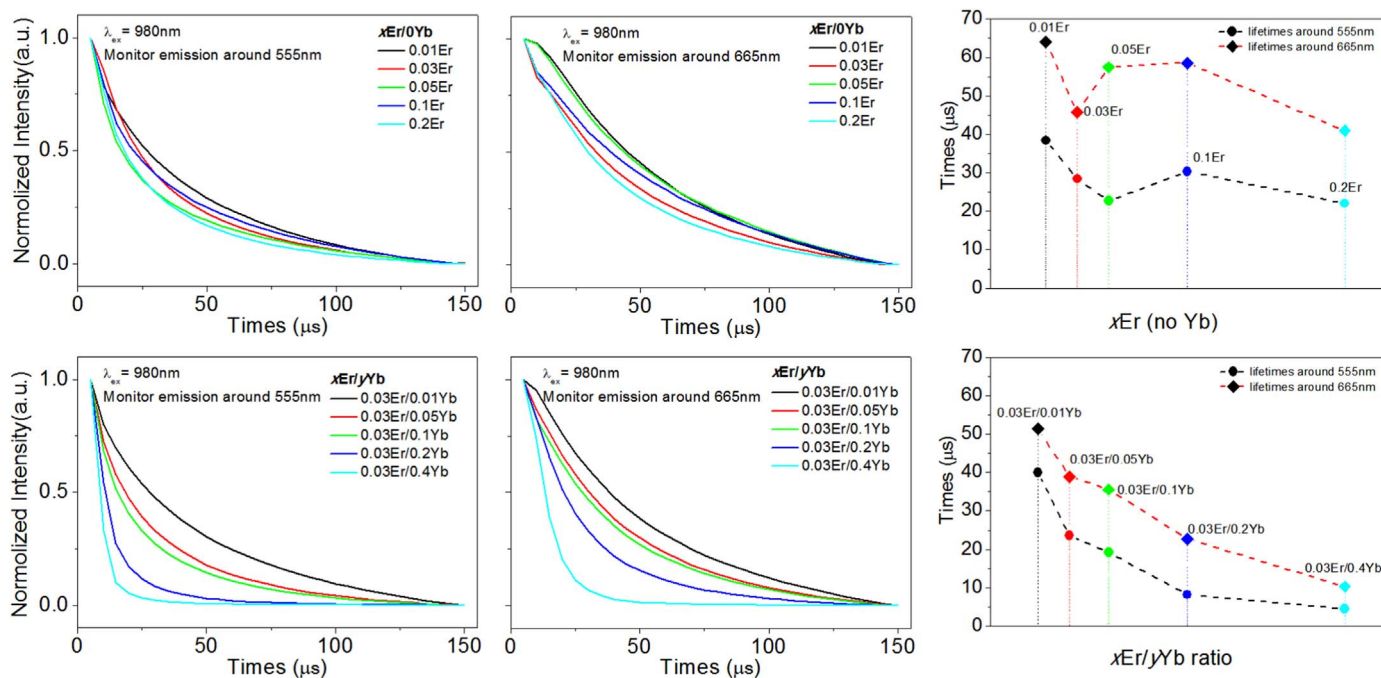 λex = 980nm
Monitor emission around 555nm
xEr/0Yb
0.01Er
0.03Er
0.05Er
0.1Er
0.2Er
Normolized Intensity(a.u.)
1.0
0.5
0.0
0
50
100
150
Times (μs)
λex = 980nm
Monitor emission around 665nm
xEr/0Yb
0.01Er
0.03Er
0.05Er
0.1Er
0.2Er
0
50
100
150
Times (μs)
70
60
50
40
30
20
10
0
Times (μs)
lifetimes around 555nm
lifetimes around 665nm
0.01Er
0.03Er
0.05Er
0.1Er
0.1Er
0.2Er
xEr (no Yb)
λex = 980nm
Monitor emission around 555nm
xEr/yYb
0.03Er/0.01Yb
0.03Er/0.05Yb
0.03Er/0.1Yb
0.03Er/0.2Yb
0.03Er/0.4Yb
Normolized Intensity(a.u.)
1.0
0.5
0.0
0
50
100
150
Times (μs)
λex = 980nm
Monitor emission around 665nm
xEr/yYb
0.03Er/0.01Yb
0.03Er/0.05Yb
0.03Er/0.1Yb
0.03Er/0.2Yb
0.03Er/0.4Yb
0
50
100
150
Times (μs)
70
60
50
40
30
20
10
0
Times (μs)
lifetimes around 555nm
lifetimes around 665nm
0.03Er/0.01Yb
0.03Er/0.05Yb
0.03Er/0.1Yb
0.03Er/0.2Yb
0.03Er/0.4Yb
xEr/yYb ratio